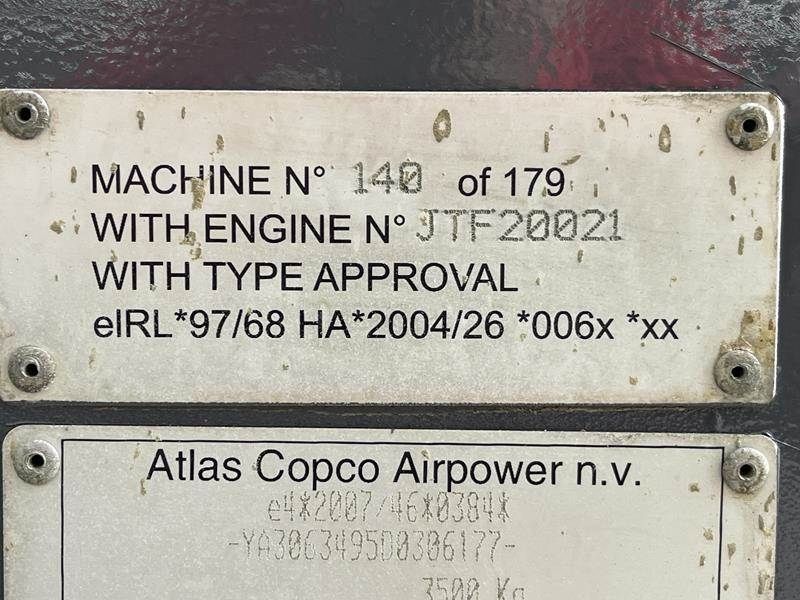 MACHINE N° 140 of 179
WITH ENGINE N° JTF20021
WITH TYPE APPROVAL
eIRL*97/68 HA*2004/26 *006x *xx
Atlas Copco Airpower n.v.
e4*2007/46*0384*
-YA3063495D0306177-
3500 Kg